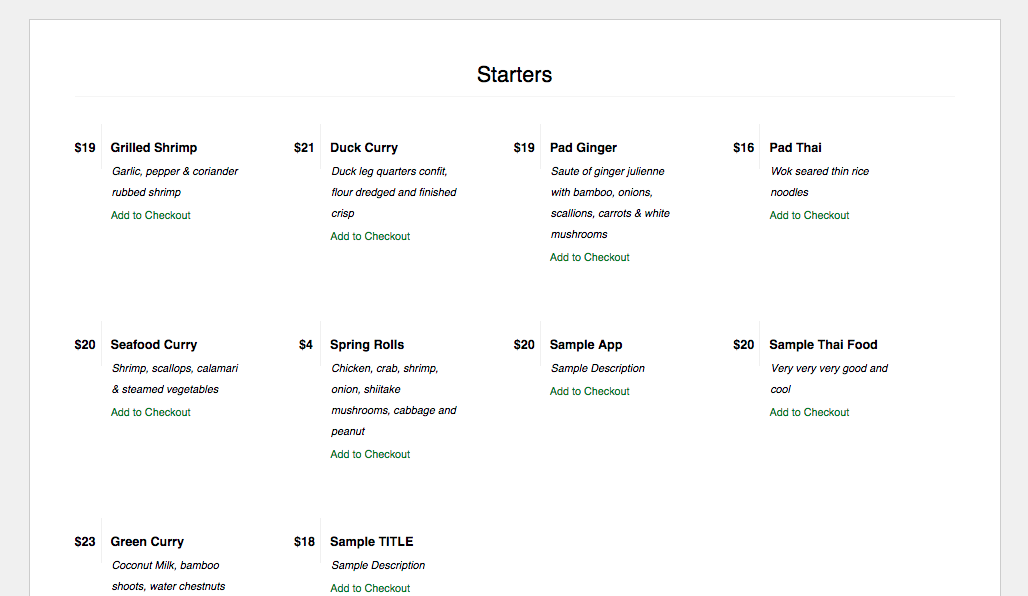 Starters
$19 Grilled Shrimp
Garlic, pepper & coriander
rubbed shrimp
Add to Checkout
$21 Duck Curry
Duck leg quarters confit,
flour dredged and finished
crisp
Add to Checkout
$19 Pad Ginger
Saute of ginger julienne
with bamboo, onions,
scallions, carrots & white
mushrooms
Add to Checkout
$16 Pad Thai
Wok seared thin rice
noodles
Add to Checkout
$20 Seafood Curry
Shrimp, scallops, calamari
& steamed vegetables
Add to Checkout
$4 Spring Rolls
Chicken, crab, shrimp,
onion, shiitake
mushrooms, cabbage and
peanut
Add to Checkout
$20 Sample App
Sample Description
Add to Checkout
$20 Sample Thai Food
Very very very good and
cool
Add to Checkout
$23 Green Curry
Coconut Milk, bamboo
shoots, water chestnuts
$18 Sample TITLE
Sample Description
Add to Checkout